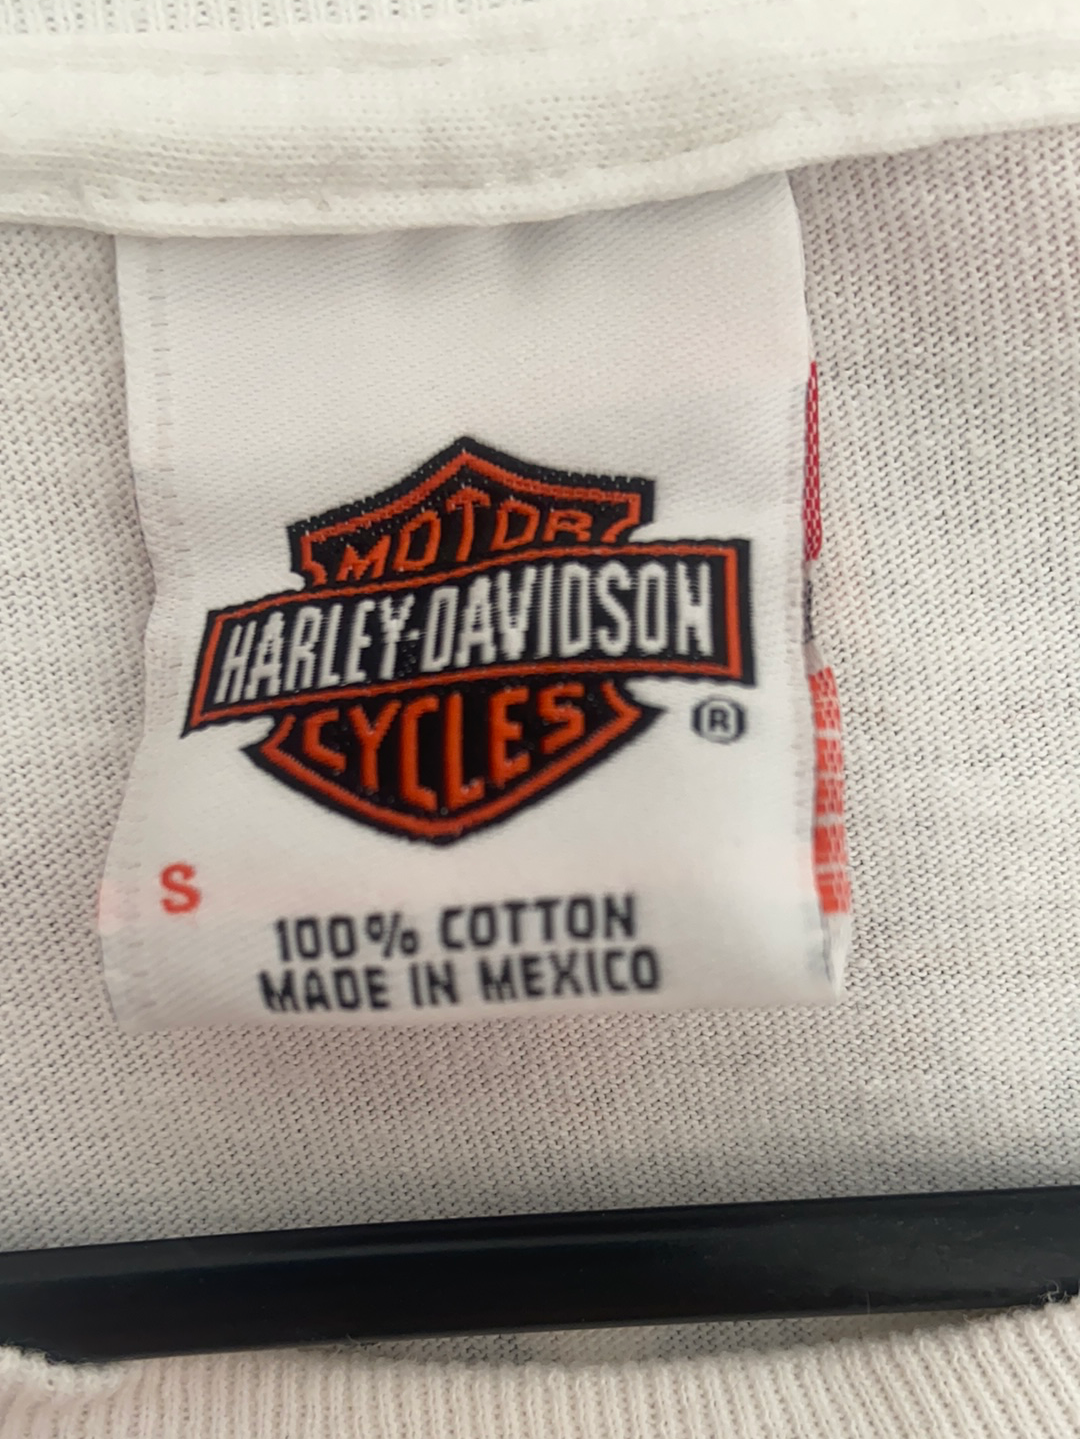 MOTOR
HARLEY-DAVIDSON
CYCLES
®
S
100% COTTON
MADE IN MEXICO